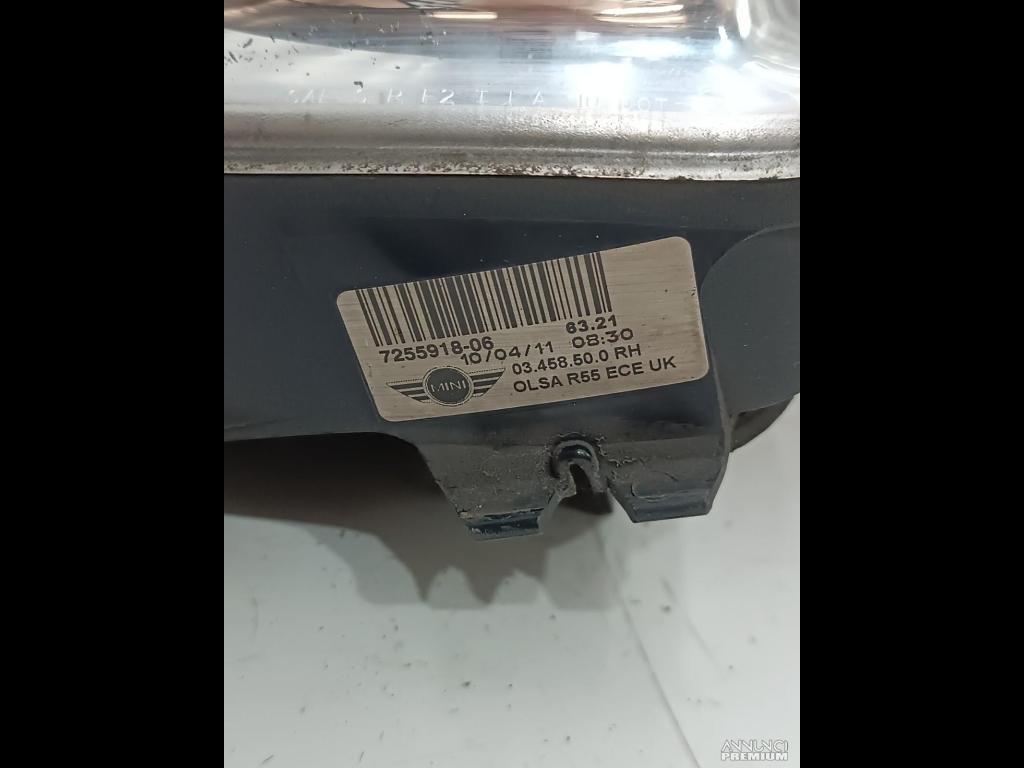 SAE S R
63.21
7255918-06
10/04/11 08:30
03.458.50.0 RH
MINI
OLSA R55 ECE UK
ANNUNCI
PREMIUM